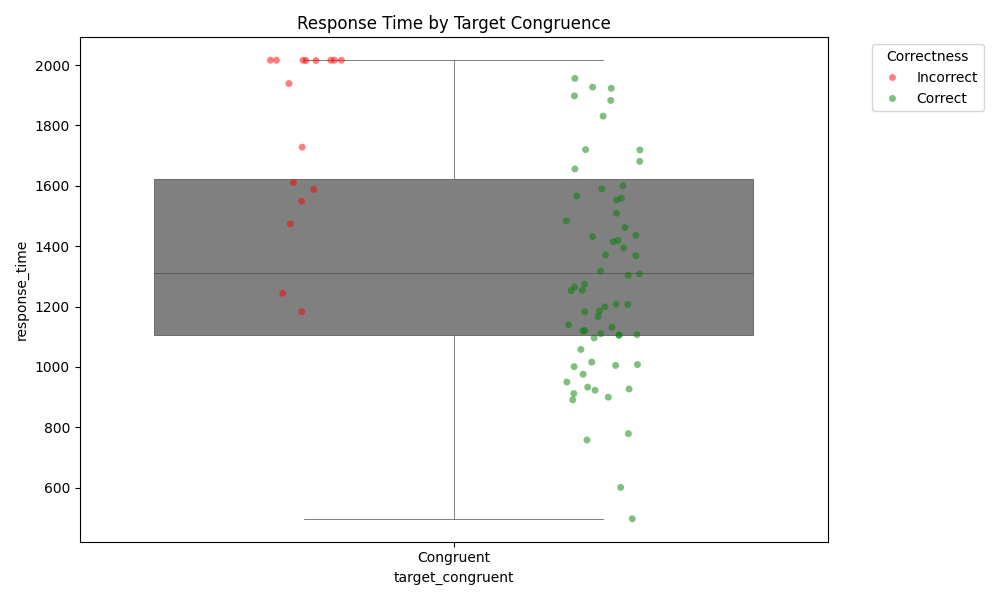 Response Time by Target Congruence
Correctness
Incorrect
Correct
response_time
2000
1800
1600
1400
1200
1000
800
600
Congruent
target_congruent